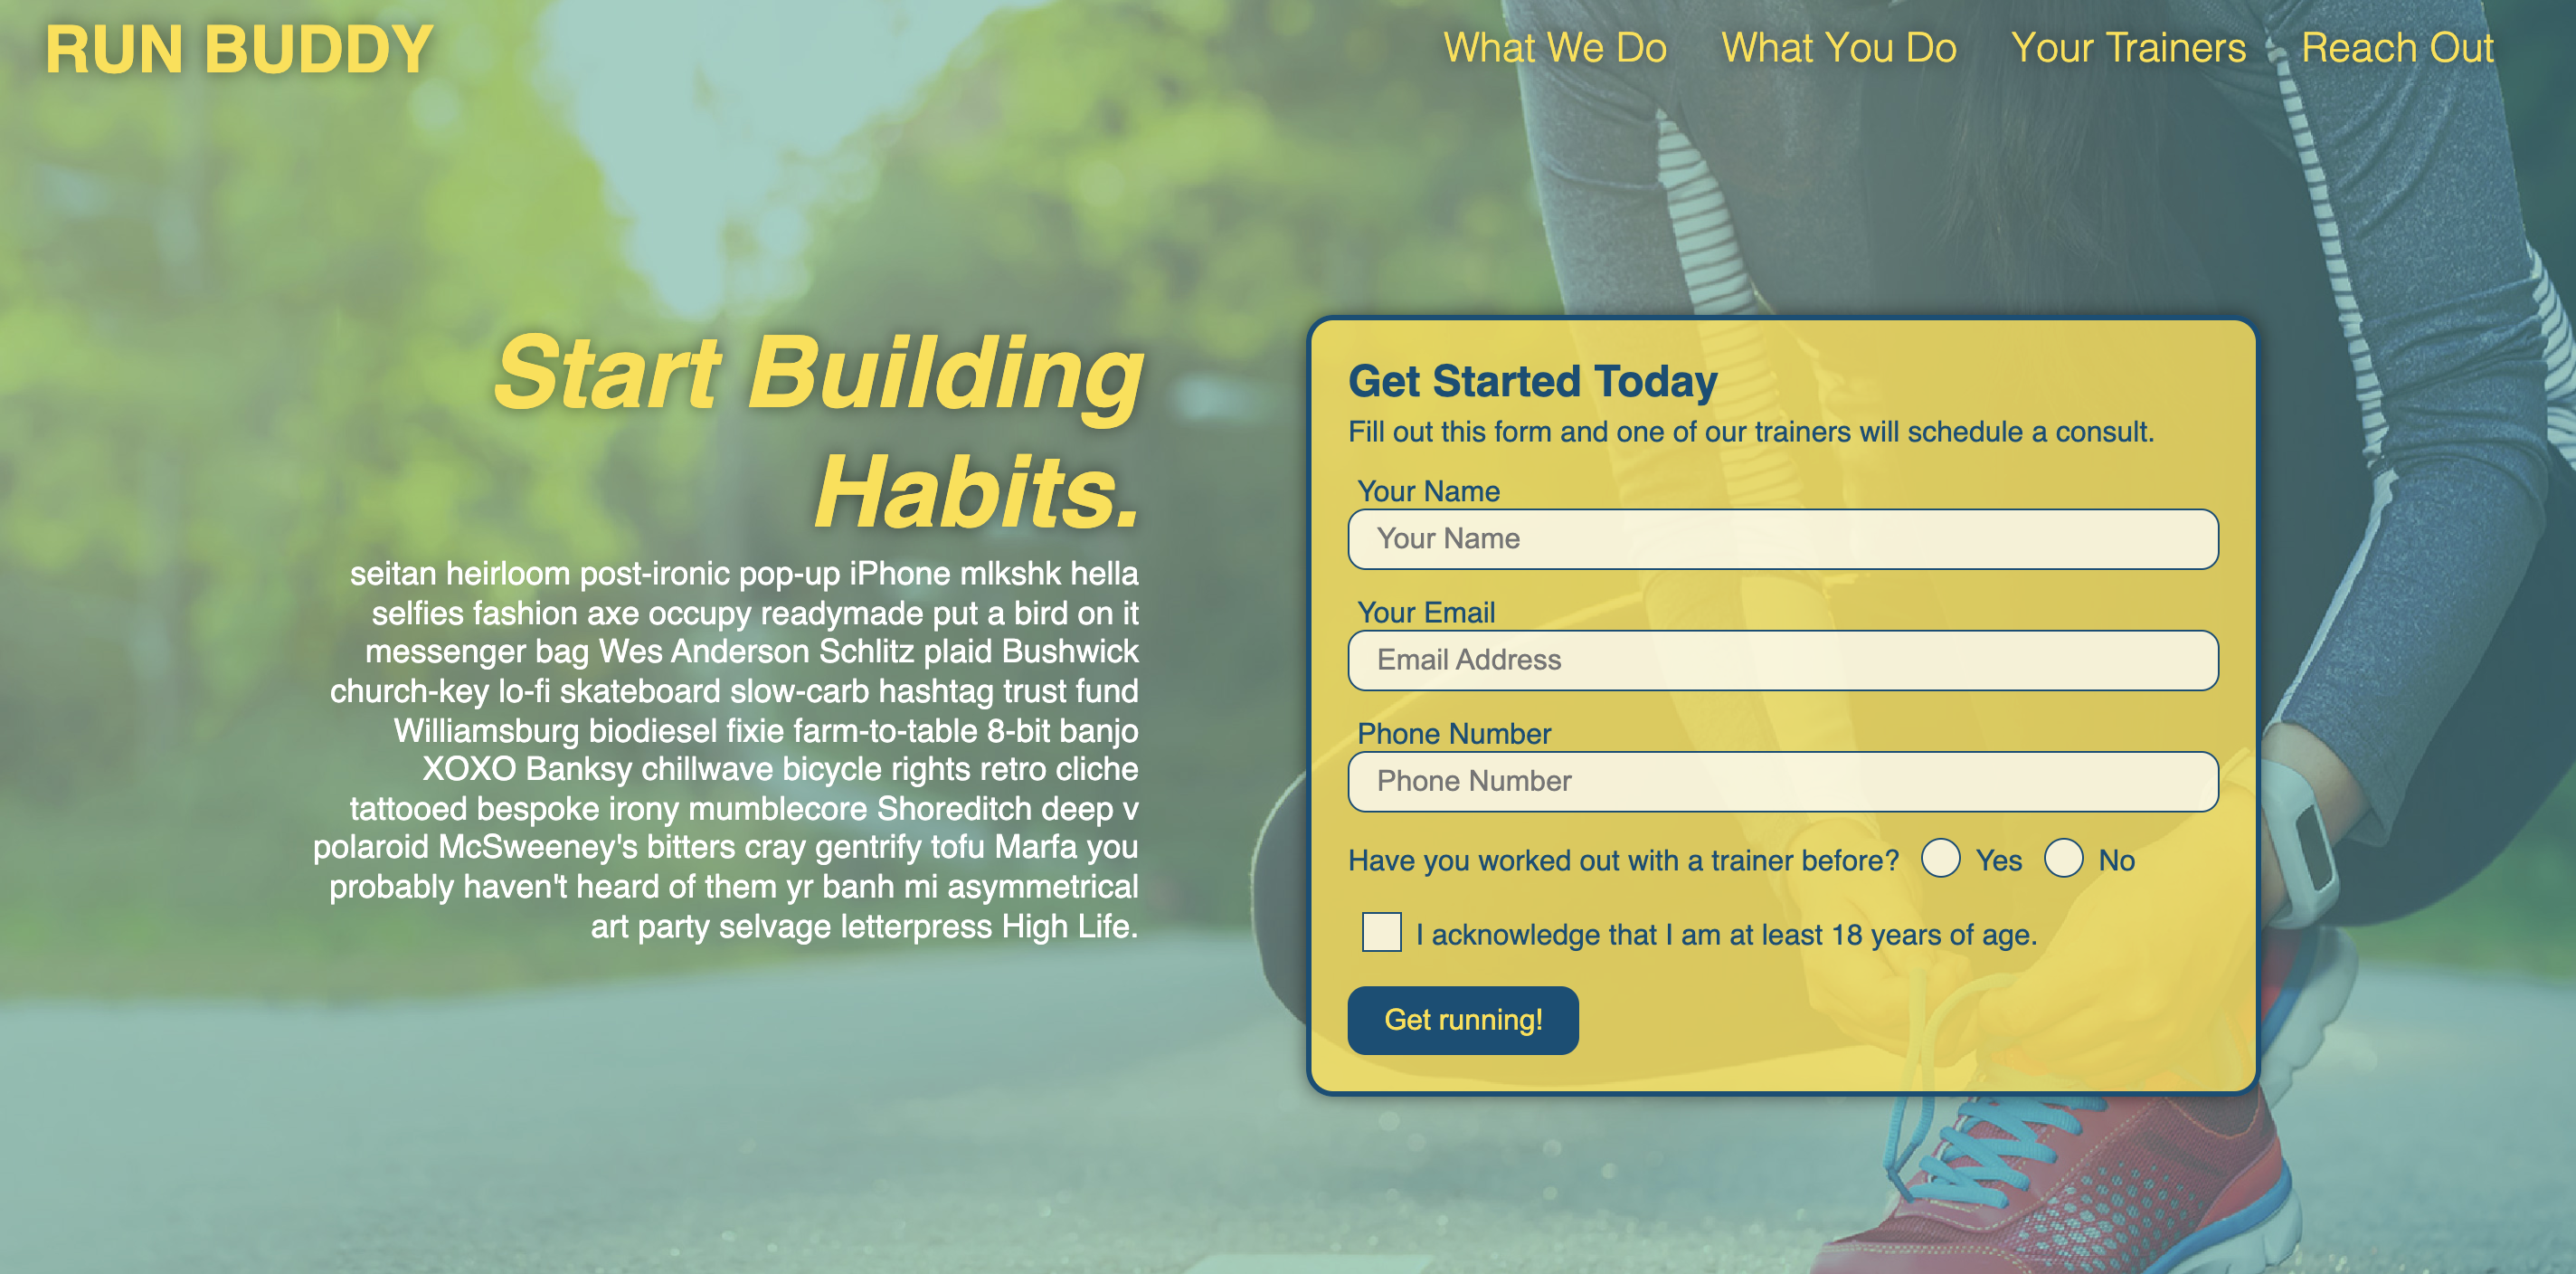 RUN BUDDY
What We Do
What You Do
Your Trainers
Reach Out
Start Building
Habits.
seitan heirloom post-ironic pop-up iPhone mlkshk hella
selfies fashion axe occupy readymade put a bird on it
messenger bag Wes Anderson Schlitz plaid Bushwick
church-key lo-fi skateboard slow-carb hashtag trust fund
Williamsburg biodiesel fixie farm-to-table 8-bit banjo
XOXO Banksy chillwave bicycle rights retro cliche
tattooed bespoke irony mumblecore Shoreditch deep v
polaroid McSweeney's bitters cray gentrify tofu Marfa you
probably haven't heard of them yr banh mi asymmetrical
art party selvage letterpress High Life.
Get Started Today
Fill out this form and one of our trainers will schedule a consult.
Your Name
Your Name
Your Email
Email Address
Phone Number
Phone Number
Have you worked out with a trainer before? Yes No
I acknowledge that I am at least 18 years of age.
Get running!